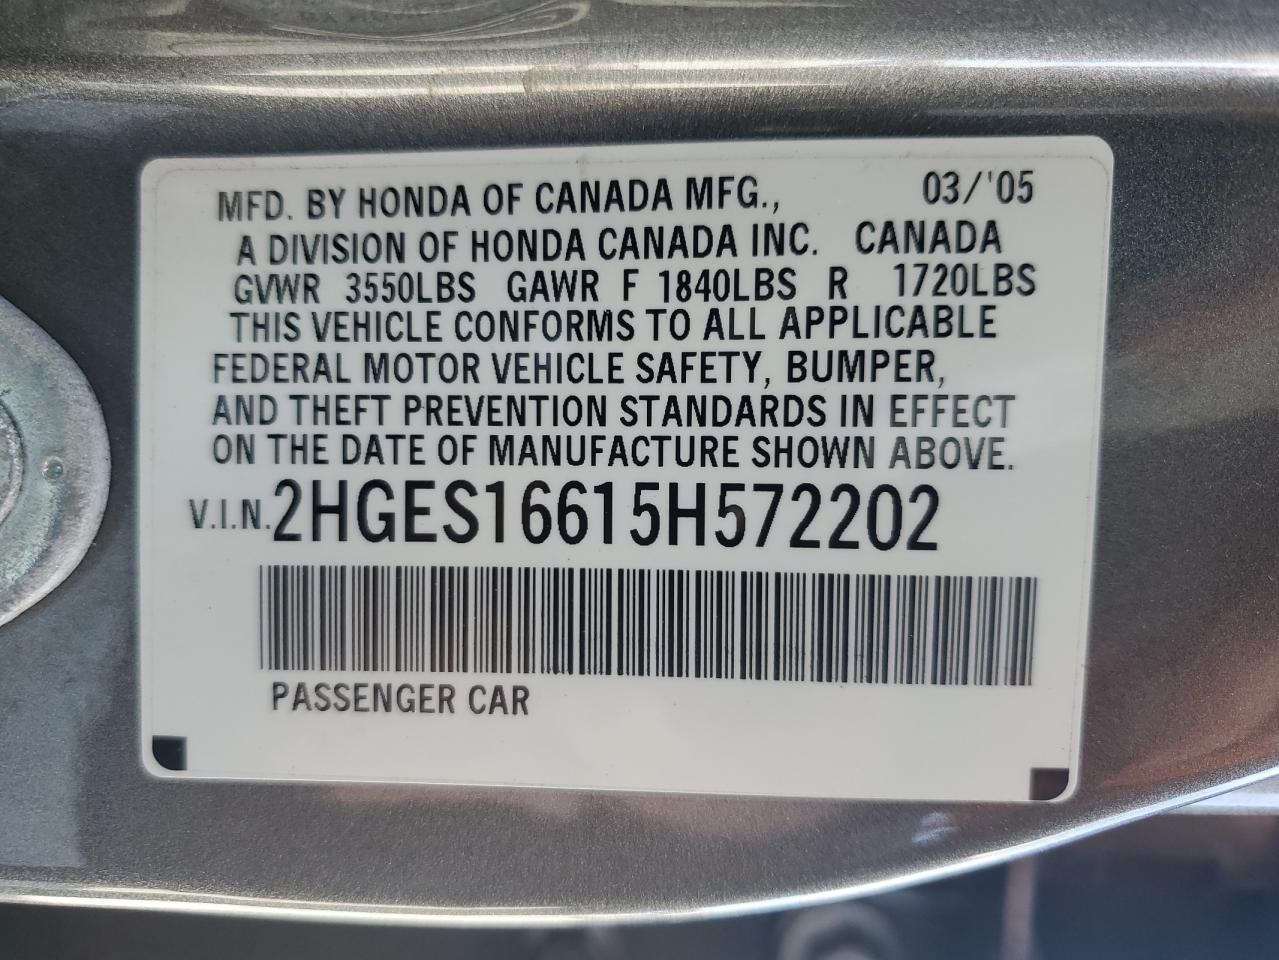 MFD. BY HONDA OF CANADA MFG., 03/'05
A DIVISION OF HONDA CANADA INC. CANADA
GVWR 3550LBS GAWR F 1840LBS R 1720LBS
THIS VEHICLE CONFORMS TO ALL APPLICABLE
FEDERAL MOTOR VEHICLE SAFETY, BUMPER,
AND THEFT PREVENTION STANDARDS IN EFFECT
ON THE DATE OF MANUFACTURE SHOWN ABOVE.
V.I.N. 2HGES16615H572202
PASSENGER CAR